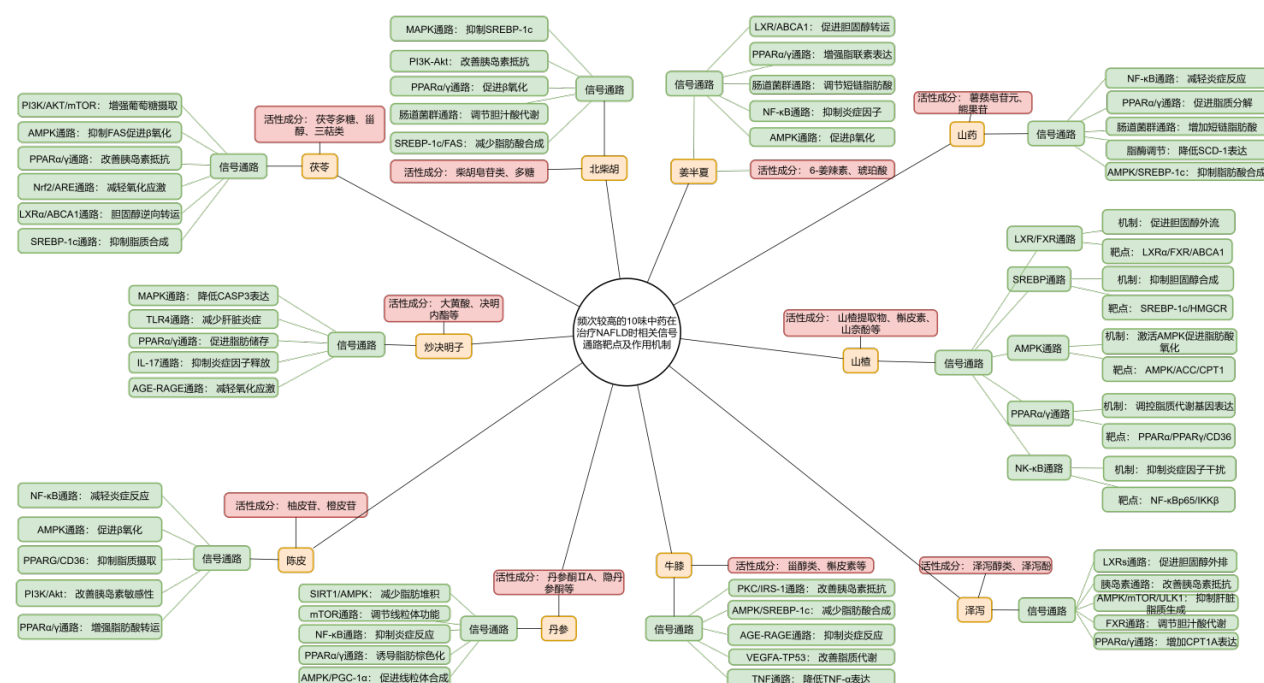 频次较高的10味中药在
治疗NAFLD时相关信号
通路靶点及作用机制
茯苓
活性成分： 茯苓多糖、甾
醇、三萜类
信号通路
PI3K/AKT/mTOR： 增强葡萄糖摄取
AMPK通路： 抑制FAS促进β氧化
PPARα/γ通路： 改善胰岛素抵抗
Nrf2/ARE通路： 减轻氧化应激
LXRα/ABCA1通路： 胆固醇逆向转运
SREBP-1c通路： 抑制脂质合成
北柴胡
信号通路
MAPK通路： 抑制SREBP-1c
PI3K-Akt： 改善胰岛素抵抗
PPARα/γ通路： 促进β氧化
肠道菌群通路： 调节胆汁酸代谢
SREBP-1c/FAS： 减少脂肪酸合成
活性成分： 柴胡皂苷类、多糖
姜半夏
信号通路
LXR/ABCA1： 促进胆固醇转运
PPARα/γ通路： 增强脂联素表达
肠道菌群通路： 调节短链脂肪酸
NF-κB通路： 抑制炎症因子
AMPK通路： 促进β氧化
活性成分： 6-姜辣素、琥珀酸
山药
活性成分： 薯蓣皂苷元、
熊果苷
信号通路
NF-κB通路： 减轻炎症反应
PPARα/γ通路： 促进脂质分解
肠道菌群通路： 增加短链脂肪酸
脂酶调节： 降低SCD-1表达
AMPK/SREBP-1c： 抑制脂肪酸合成
山楂
活性成分： 山楂提取物、槲皮素、
山奈酚等
信号通路
LXR/FXR通路
机制： 促进胆固醇外流
靶点： LXRα/FXR/ABCA1
SREBP通路
机制： 抑制胆固醇合成
靶点： SREBP-1c/HMGCR
AMPK通路
机制： 激活AMPK促进脂肪酸
氧化
靶点： AMPK/ACC/CPT1
PPARα/γ通路
机制： 调控脂质代谢基因表达
靶点： PPARα/PPARγ/CD36
NK-κB通路
机制： 抑制炎症因子干扰
靶点： NF-κBp65/IKKβ
炒决明子
活性成分： 大黄酸、决明
内酯等
信号通路
MAPK通路： 降低CASP3表达
TLR4通路： 减少肝脏炎症
PPARα/γ通路： 促进脂肪储存
IL-17通路： 抑制炎症因子释放
AGE-RAGE通路： 减轻氧化应激
陈皮
活性成分： 柚皮苷、橙皮苷
信号通路
NF-κB通路： 减轻炎症反应
AMPK通路： 促进β氧化
PPARG/CD36： 抑制脂质摄取
PI3K/Akt： 改善胰岛素敏感性
PPARα/γ通路： 增强脂肪酸转运
丹参
活性成分： 丹参酮ⅡA、隐丹
参酮等
信号通路
SIRT1/AMPK： 减少脂肪堆积
mTOR通路： 调节线粒体功能
NF-κB通路： 抑制炎症反应
PPARα/γ通路： 诱导脂肪棕色化
AMPK/PGC-1α： 促进线粒体合成
牛膝
活性成分： 甾醇类、槲皮素等
信号通路
PKC/IRS-1通路： 改善胰岛素抵抗
AMPK/SREBP-1c： 减少脂肪酸合成
AGE-RAGE通路： 抑制炎症反应
VEGFA-TP53： 改善脂质代谢
TNF通路： 降低TNF-α表达
泽泻
活性成分： 泽泻醇类、泽泻酚
信号通路
LXRs通路： 促进胆固醇外排
胰岛素通路： 改善胰岛素抵抗
AMPK/mTOR/ULK1： 抑制肝脏
脂质生成
FXR通路： 调节胆汁酸代谢
PPARα/γ通路： 增加CPT1A表达